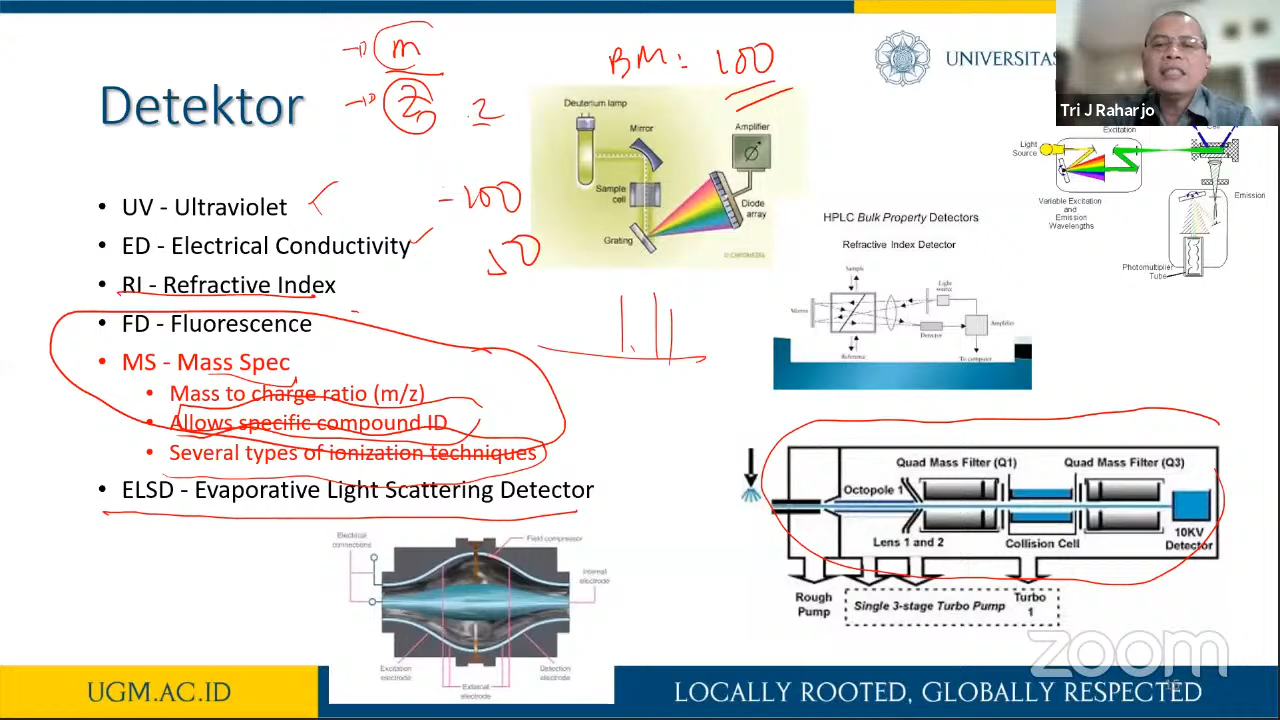 m
z
2
BM: 100
UNIVERSITAS
Tri J Raharjo
Detektor
• UV - Ultraviolet
• ED - Electrical Conductivity
• RI - Refractive Index
• FD - Fluorescence
• MS - Mass Spec
• Mass to charge ratio (m/z)
• Allows specific compound ID
• Several types of ionization techniques
• ELSD - Evaporative Light Scattering Detector
-100
50
Deuterium lamp
Mirror
Amplifier
Sample
cell
Diode
array
Grating
Light
Source
Excitation
Cell
Variable Excitation
and
Emission
Wavelengths
Emission
Photomultiplier
Tube
HPLC Bulk Property Detectors
Refractive Index Detector
Sample
Light
source
Mirror
Amplifier
Detector
Reference
To computer
Quad Mass Filter (Q1)
Quad Mass Filter (Q3)
Octopole 1
Lens 1 and 2
Collision Cell
10KV
Detector
Rough
Pump
Single 3-stage Turbo Pump
Turbo
1
Electrical
connections
Field compressor
Internal
electrode
Excitation
electrode
External
electrode
Detection
electrode
zoom
UGM.AC.ID
LOCALLY ROOTED, GLOBALLY RESPECTED